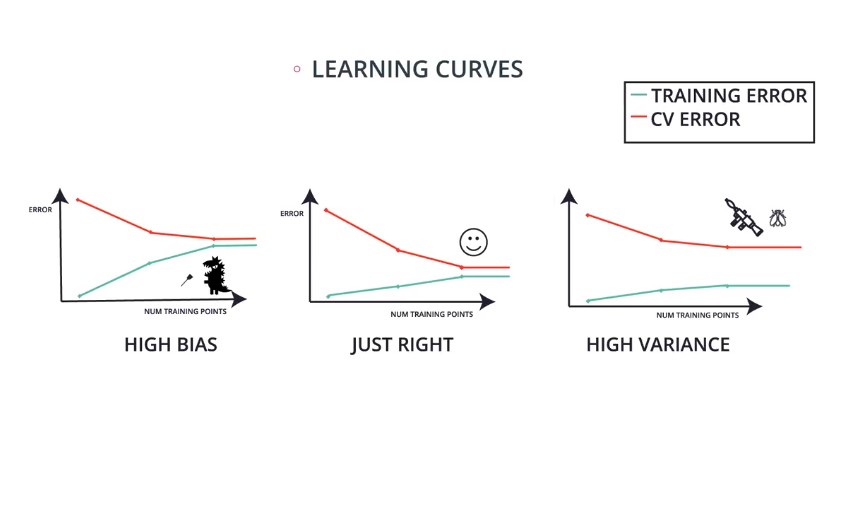 LEARNING CURVES
TRAINING ERROR
CV ERROR
ERROR
NUM TRAINING POINTS
HIGH BIAS
ERROR
NUM TRAINING POINTS
JUST RIGHT
NUM TRAINING POINTS
HIGH VARIANCE